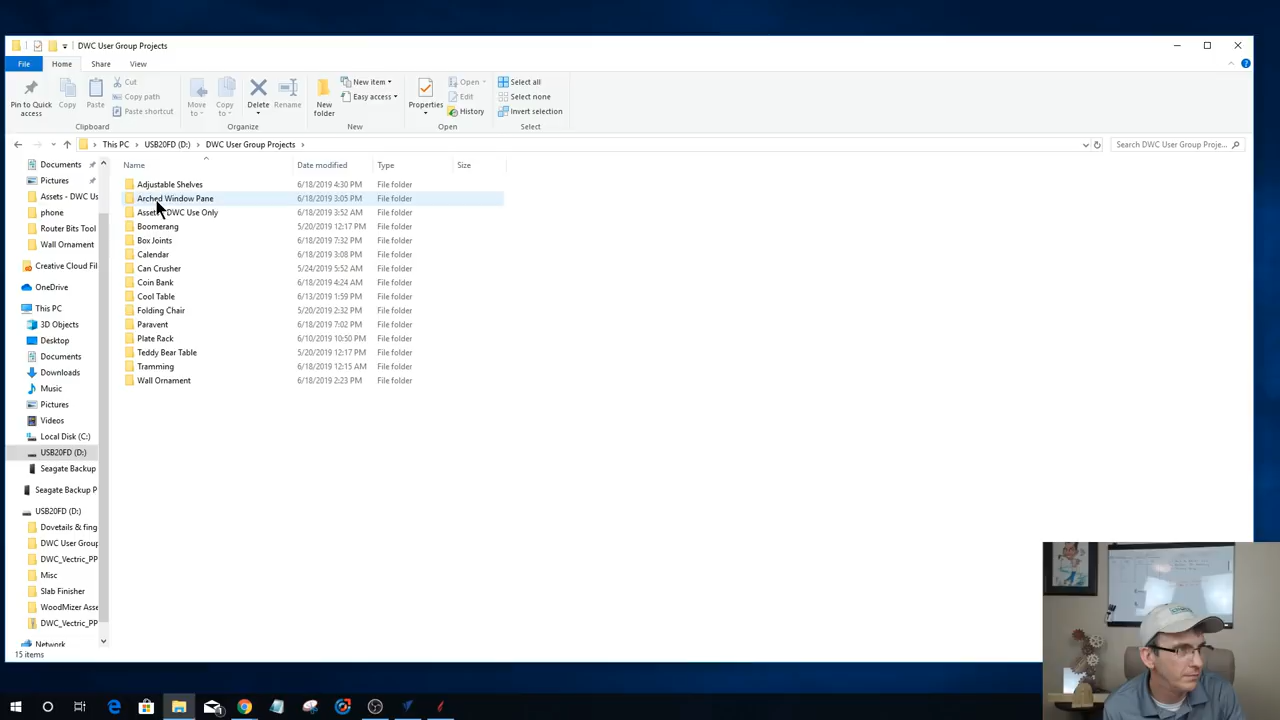 DWC User Group Projects
File Home Share View
Pin to Quick access
Copy
Paste
Cut
Copy path
Paste shortcut
Clipboard
Move to
Copy to
Delete
Rename
Organize
New folder
New item
Easy access
New
Properties
Open
Edit
History
Open
Select all
Select none
Invert selection
Select
This PC > USB20FD (D:) > DWC User Group Projects >
Search DWC User Group Proje...
Name Date modified Type Size
Adjustable Shelves 6/18/2019 4:30 PM File folder
Arched Window Pane 6/18/2019 3:05 PM File folder
Assets DWC Use Only 6/18/2019 3:52 AM File folder
Boomerang 5/20/2019 12:17 PM File folder
Box Joints 6/18/2019 7:32 PM File folder
Calendar 6/18/2019 3:08 PM File folder
Can Crusher 5/24/2019 5:52 AM File folder
Coin Bank 6/18/2019 4:24 AM File folder
Cool Table 6/13/2019 1:59 PM File folder
Folding Chair 5/20/2019 2:32 PM File folder
Paravent 6/18/2019 7:02 PM File folder
Plate Rack 6/10/2019 10:50 PM File folder
Teddy Bear Table 5/20/2019 12:17 PM File folder
Tramming 6/18/2019 12:15 AM File folder
Wall Ornament 6/18/2019 2:23 PM File folder
Documents
Pictures
Assets - DWC Us
phone
Router Bits Tool
Wall Ornament
Creative Cloud Fil
OneDrive
This PC
3D Objects
Desktop
Documents
Downloads
Music
Pictures
Videos
Local Disk (C:)
USB20FD (D:)
Seagate Backup
Seagate Backup P
USB20FD (D:)
Dovetails & fing
DWC User Group
DWC_Vectric_PP
Misc
Slab Finisher
WoodMizer Asse
DWC_Vectric_PP
Network
15 items